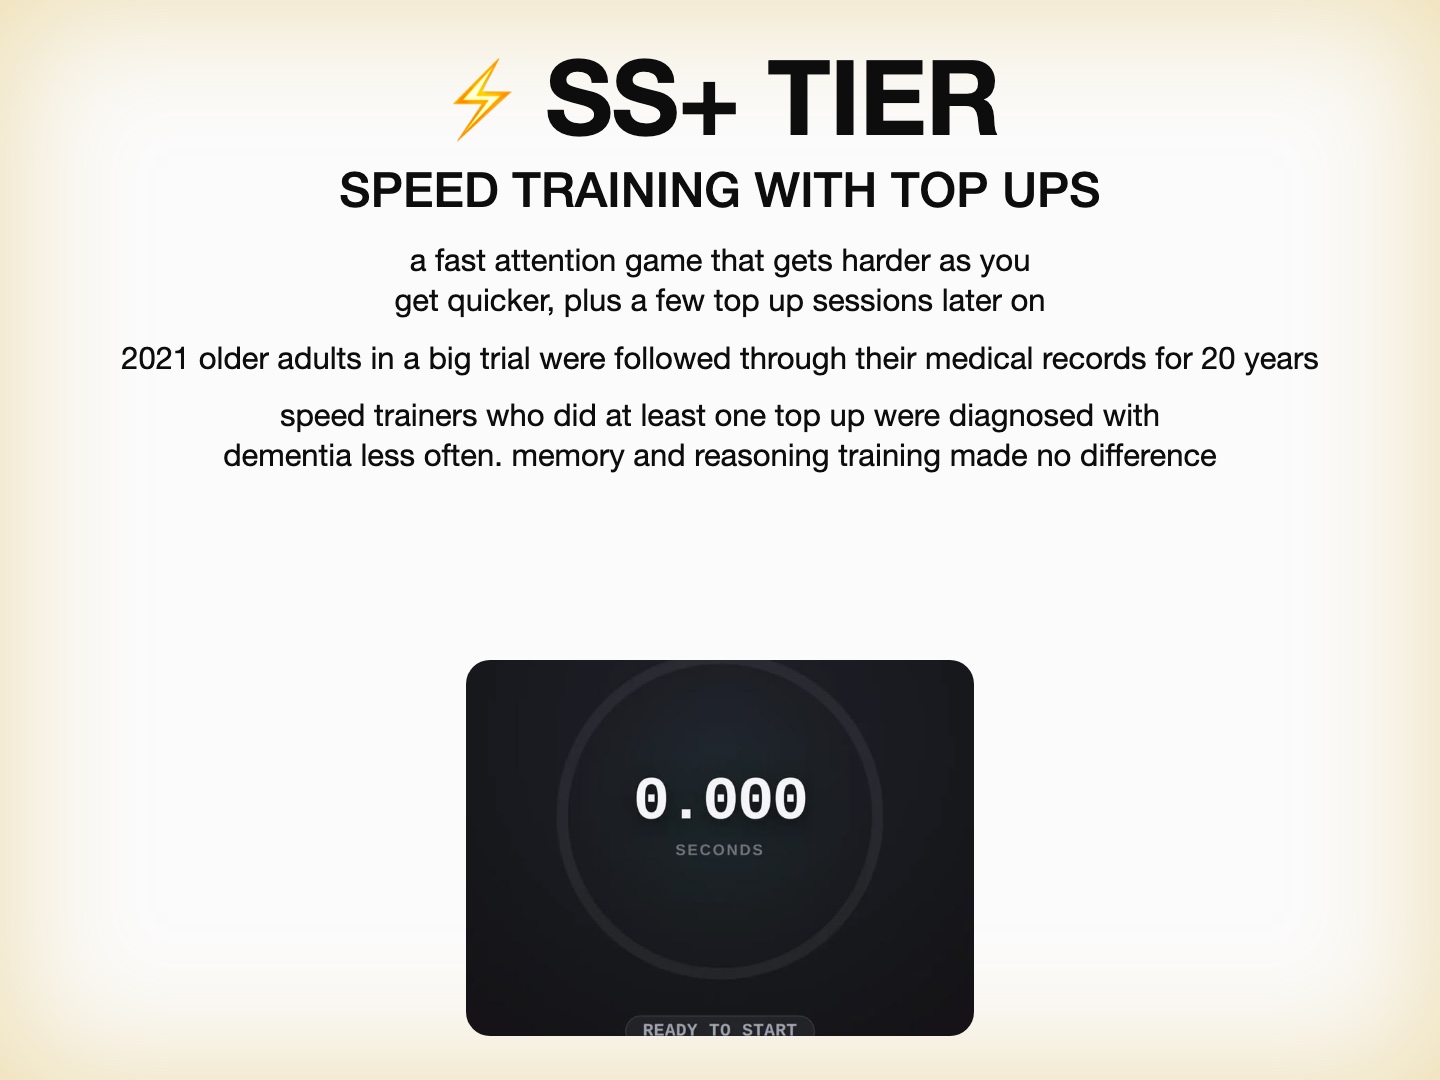 ⚡ SS+ TIER
SPEED TRAINING WITH TOP UPS
a fast attention game that gets harder as you
get quicker, plus a few top up sessions later on
2021 older adults in a big trial were followed through their medical records for 20 years
speed trainers who did at least one top up were diagnosed with
dementia less often. memory and reasoning training made no difference
0.000
SECONDS
READY TO START